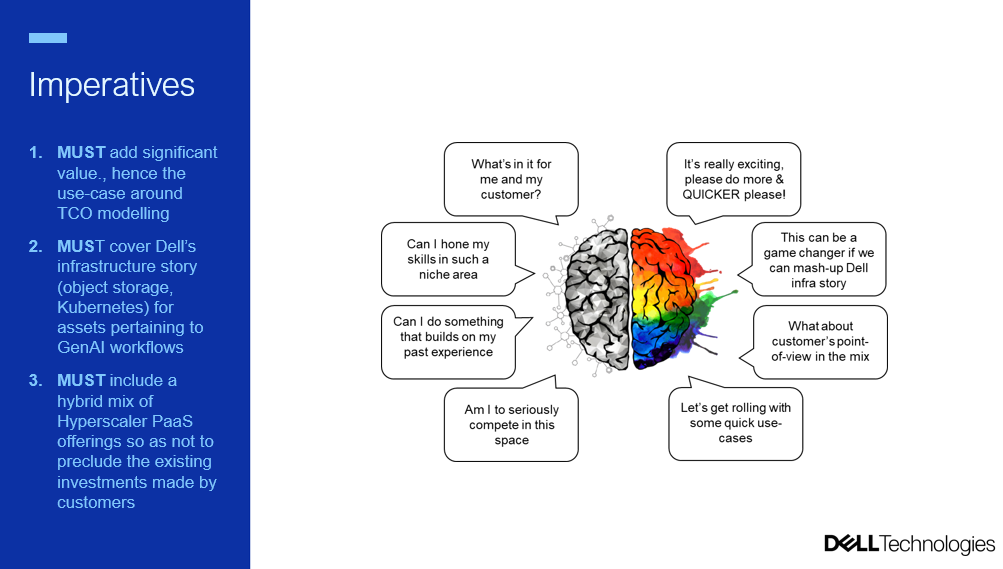 Imperatives
1. MUST add significant
value., hence the
use-case around
TCO modelling
2. MUST cover Dell's
infrastructure story
(object storage,
Kubernetes) for
assets pertaining to
GenAI workflows
3. MUST include a
hybrid mix of
Hyperscaler PaaS
offerings so as not to
preclude the existing
investments made by
customers
What's in it for
me and my
customer?
Can I hone my
skills in such a
niche area
Can I do something
that builds on my
past experience
Am I to seriously
compete in this
space
It's really exciting,
please do more &
QUICKER please!
This can be a
game changer if we
can mash-up Dell
infra story
What about
customer's point-
of-view in the mix
Let's get rolling with
some quick use-
cases
DELL Technologies